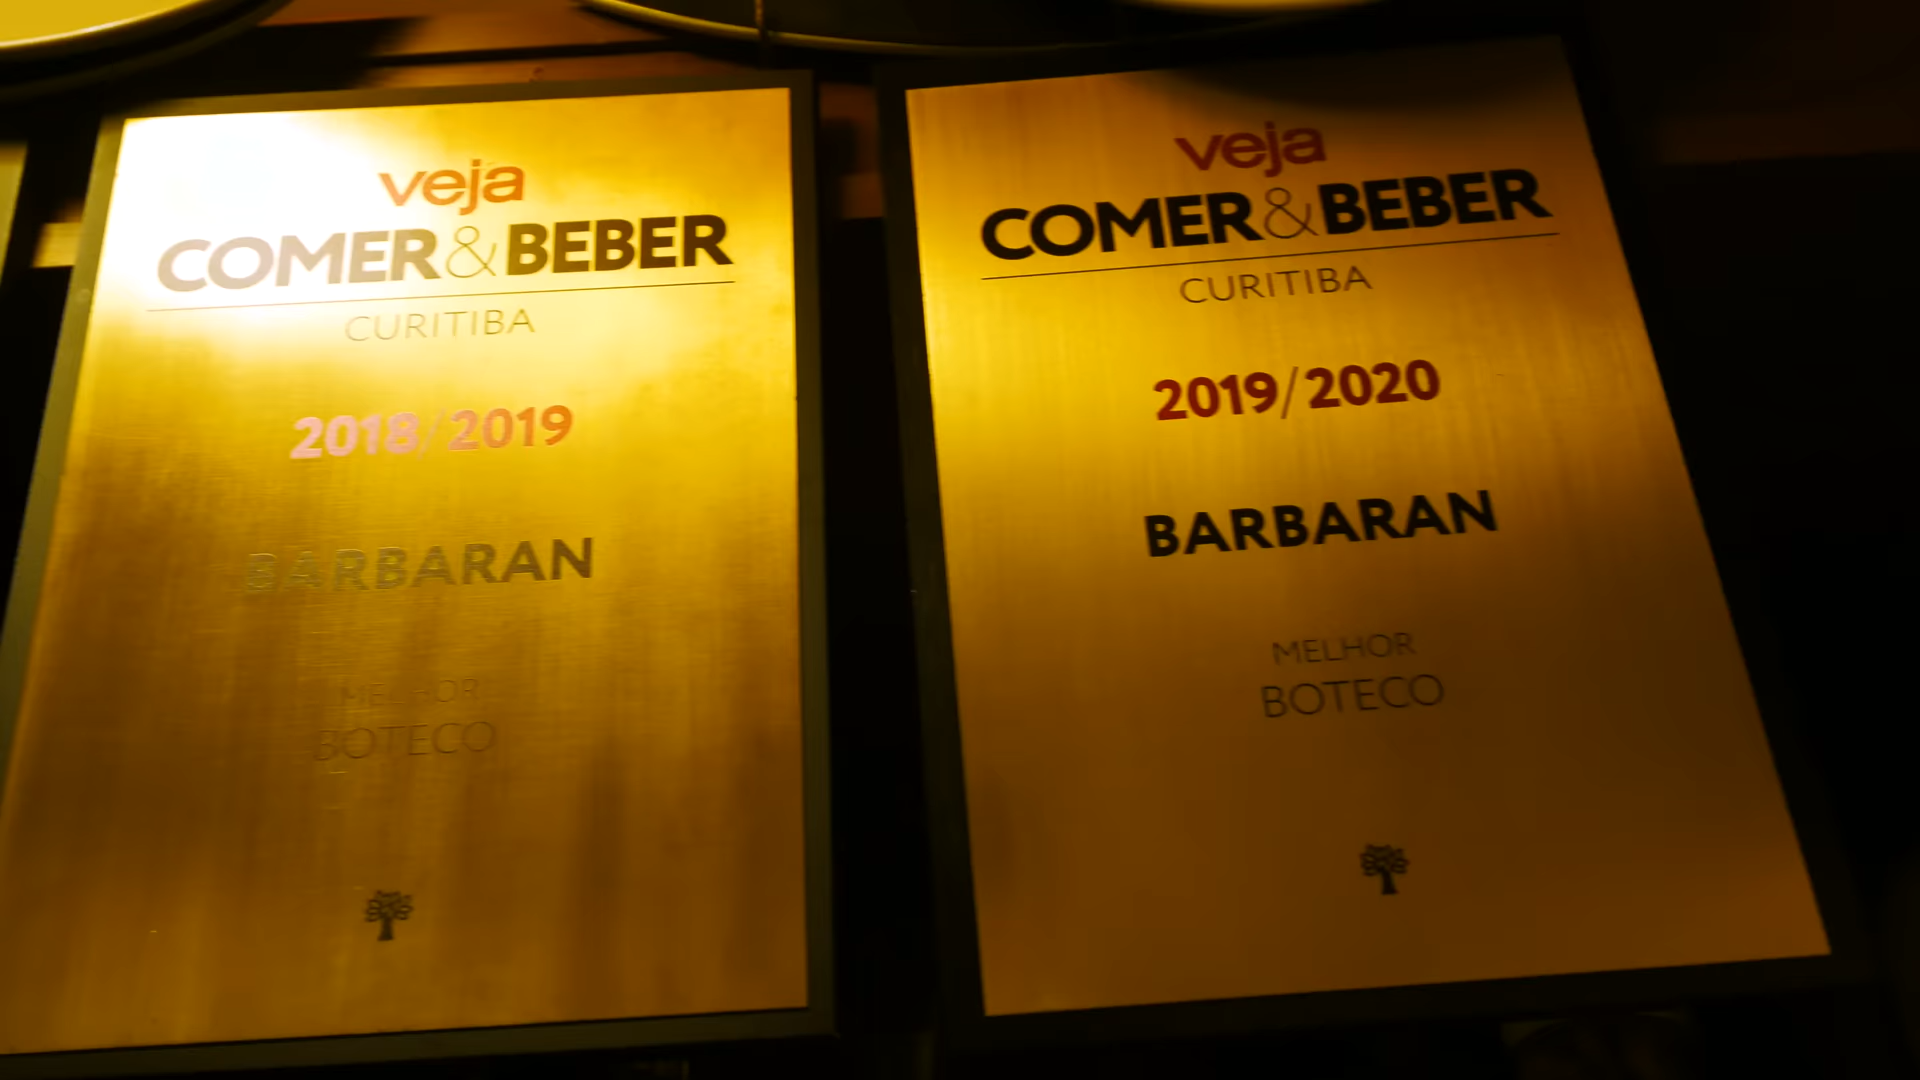 veja
COMER&BEBER
CURITIBA
2018/2019
BARBARAN
MELHOR
BOTECO
veja
COMER&BEBER
CURITIBA
2019/2020
BARBARAN
MELHOR
BOTECO